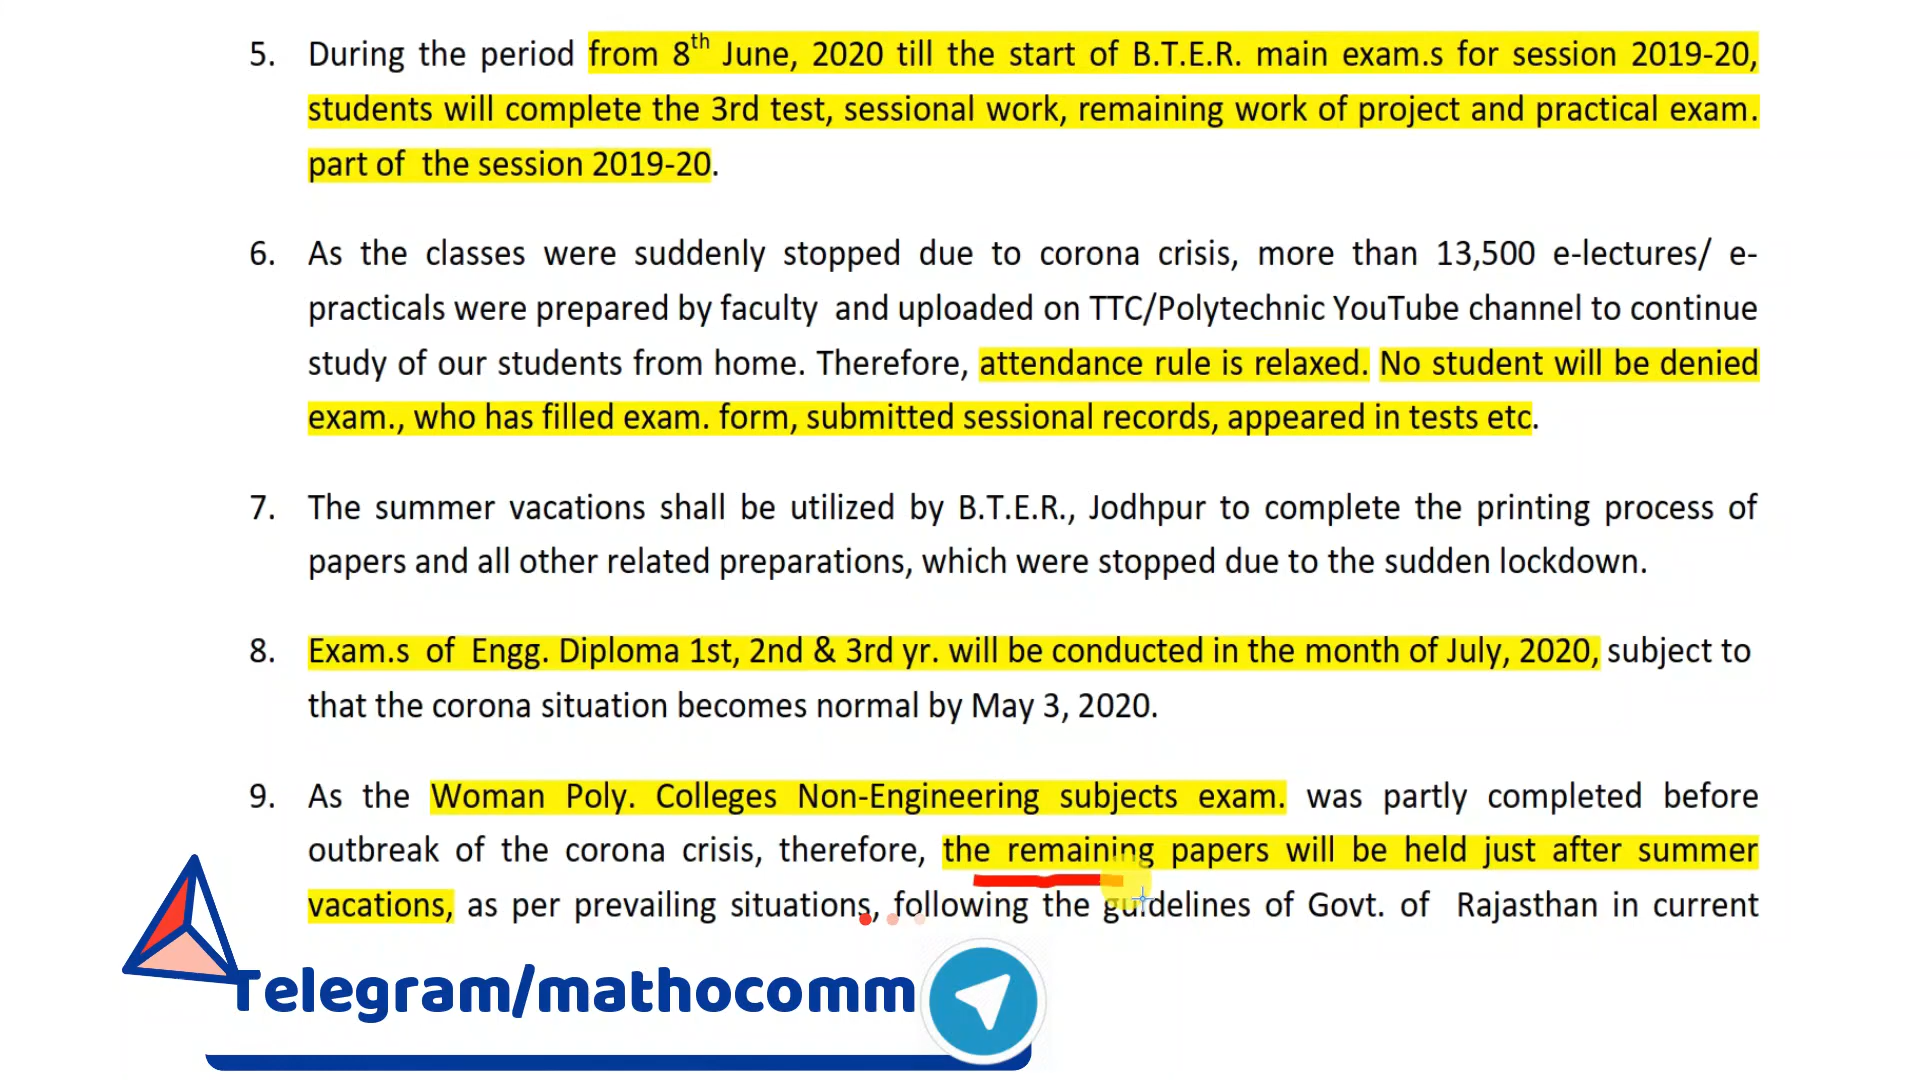 5. During the period from 8th June, 2020 till the start of B.T.E.R. main exam.s for session 2019-20,
students will complete the 3rd test, sessional work, remaining work of project and practical exam.
part of the session 2019-20.
6. As the classes were suddenly stopped due to corona crisis, more than 13,500 e-lectures/ e-
practicals were prepared by faculty and uploaded on TTC/Polytechnic YouTube channel to continue
study of our students from home. Therefore, attendance rule is relaxed. No student will be denied
exam., who has filled exam. form, submitted sessional records, appeared in tests etc.
7. The summer vacations shall be utilized by B.T.E.R., Jodhpur to complete the printing process of
papers and all other related preparations, which were stopped due to the sudden lockdown.
8. Exam.s of Engg. Diploma 1st, 2nd & 3rd yr. will be conducted in the month of July, 2020, subject to
that the corona situation becomes normal by May 3, 2020.
9. As the Woman Poly. Colleges Non-Engineering subjects exam. was partly completed before
outbreak of the corona crisis, therefore, the remaining papers will be held just after summer
vacations, as per prevailing situations, following the guidelines of Govt. of Rajasthan in current
Telegram/mathocomm